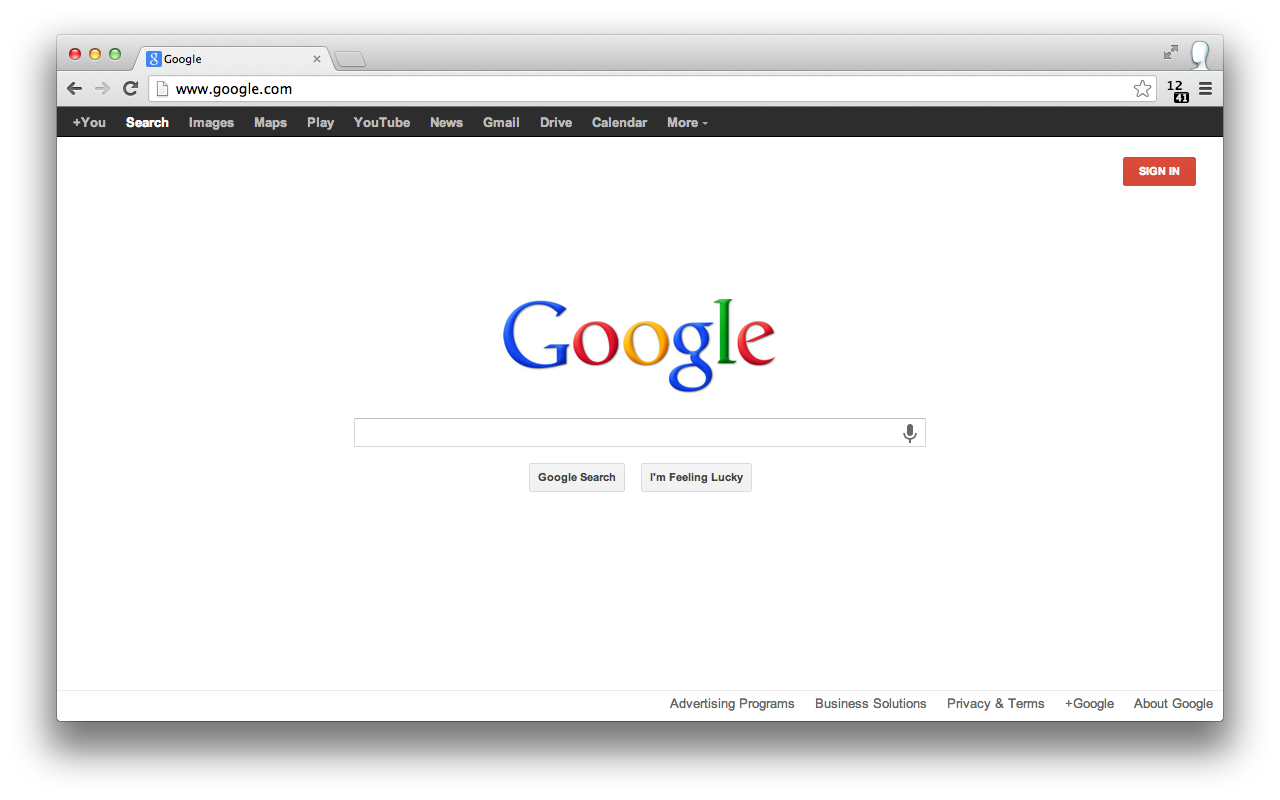 Google
www.google.com
12
41
+You Search Images Maps Play YouTube News Gmail Drive Calendar More
SIGN IN
Google
Google Search I'm Feeling Lucky
Advertising Programs Business Solutions Privacy & Terms +Google About Google